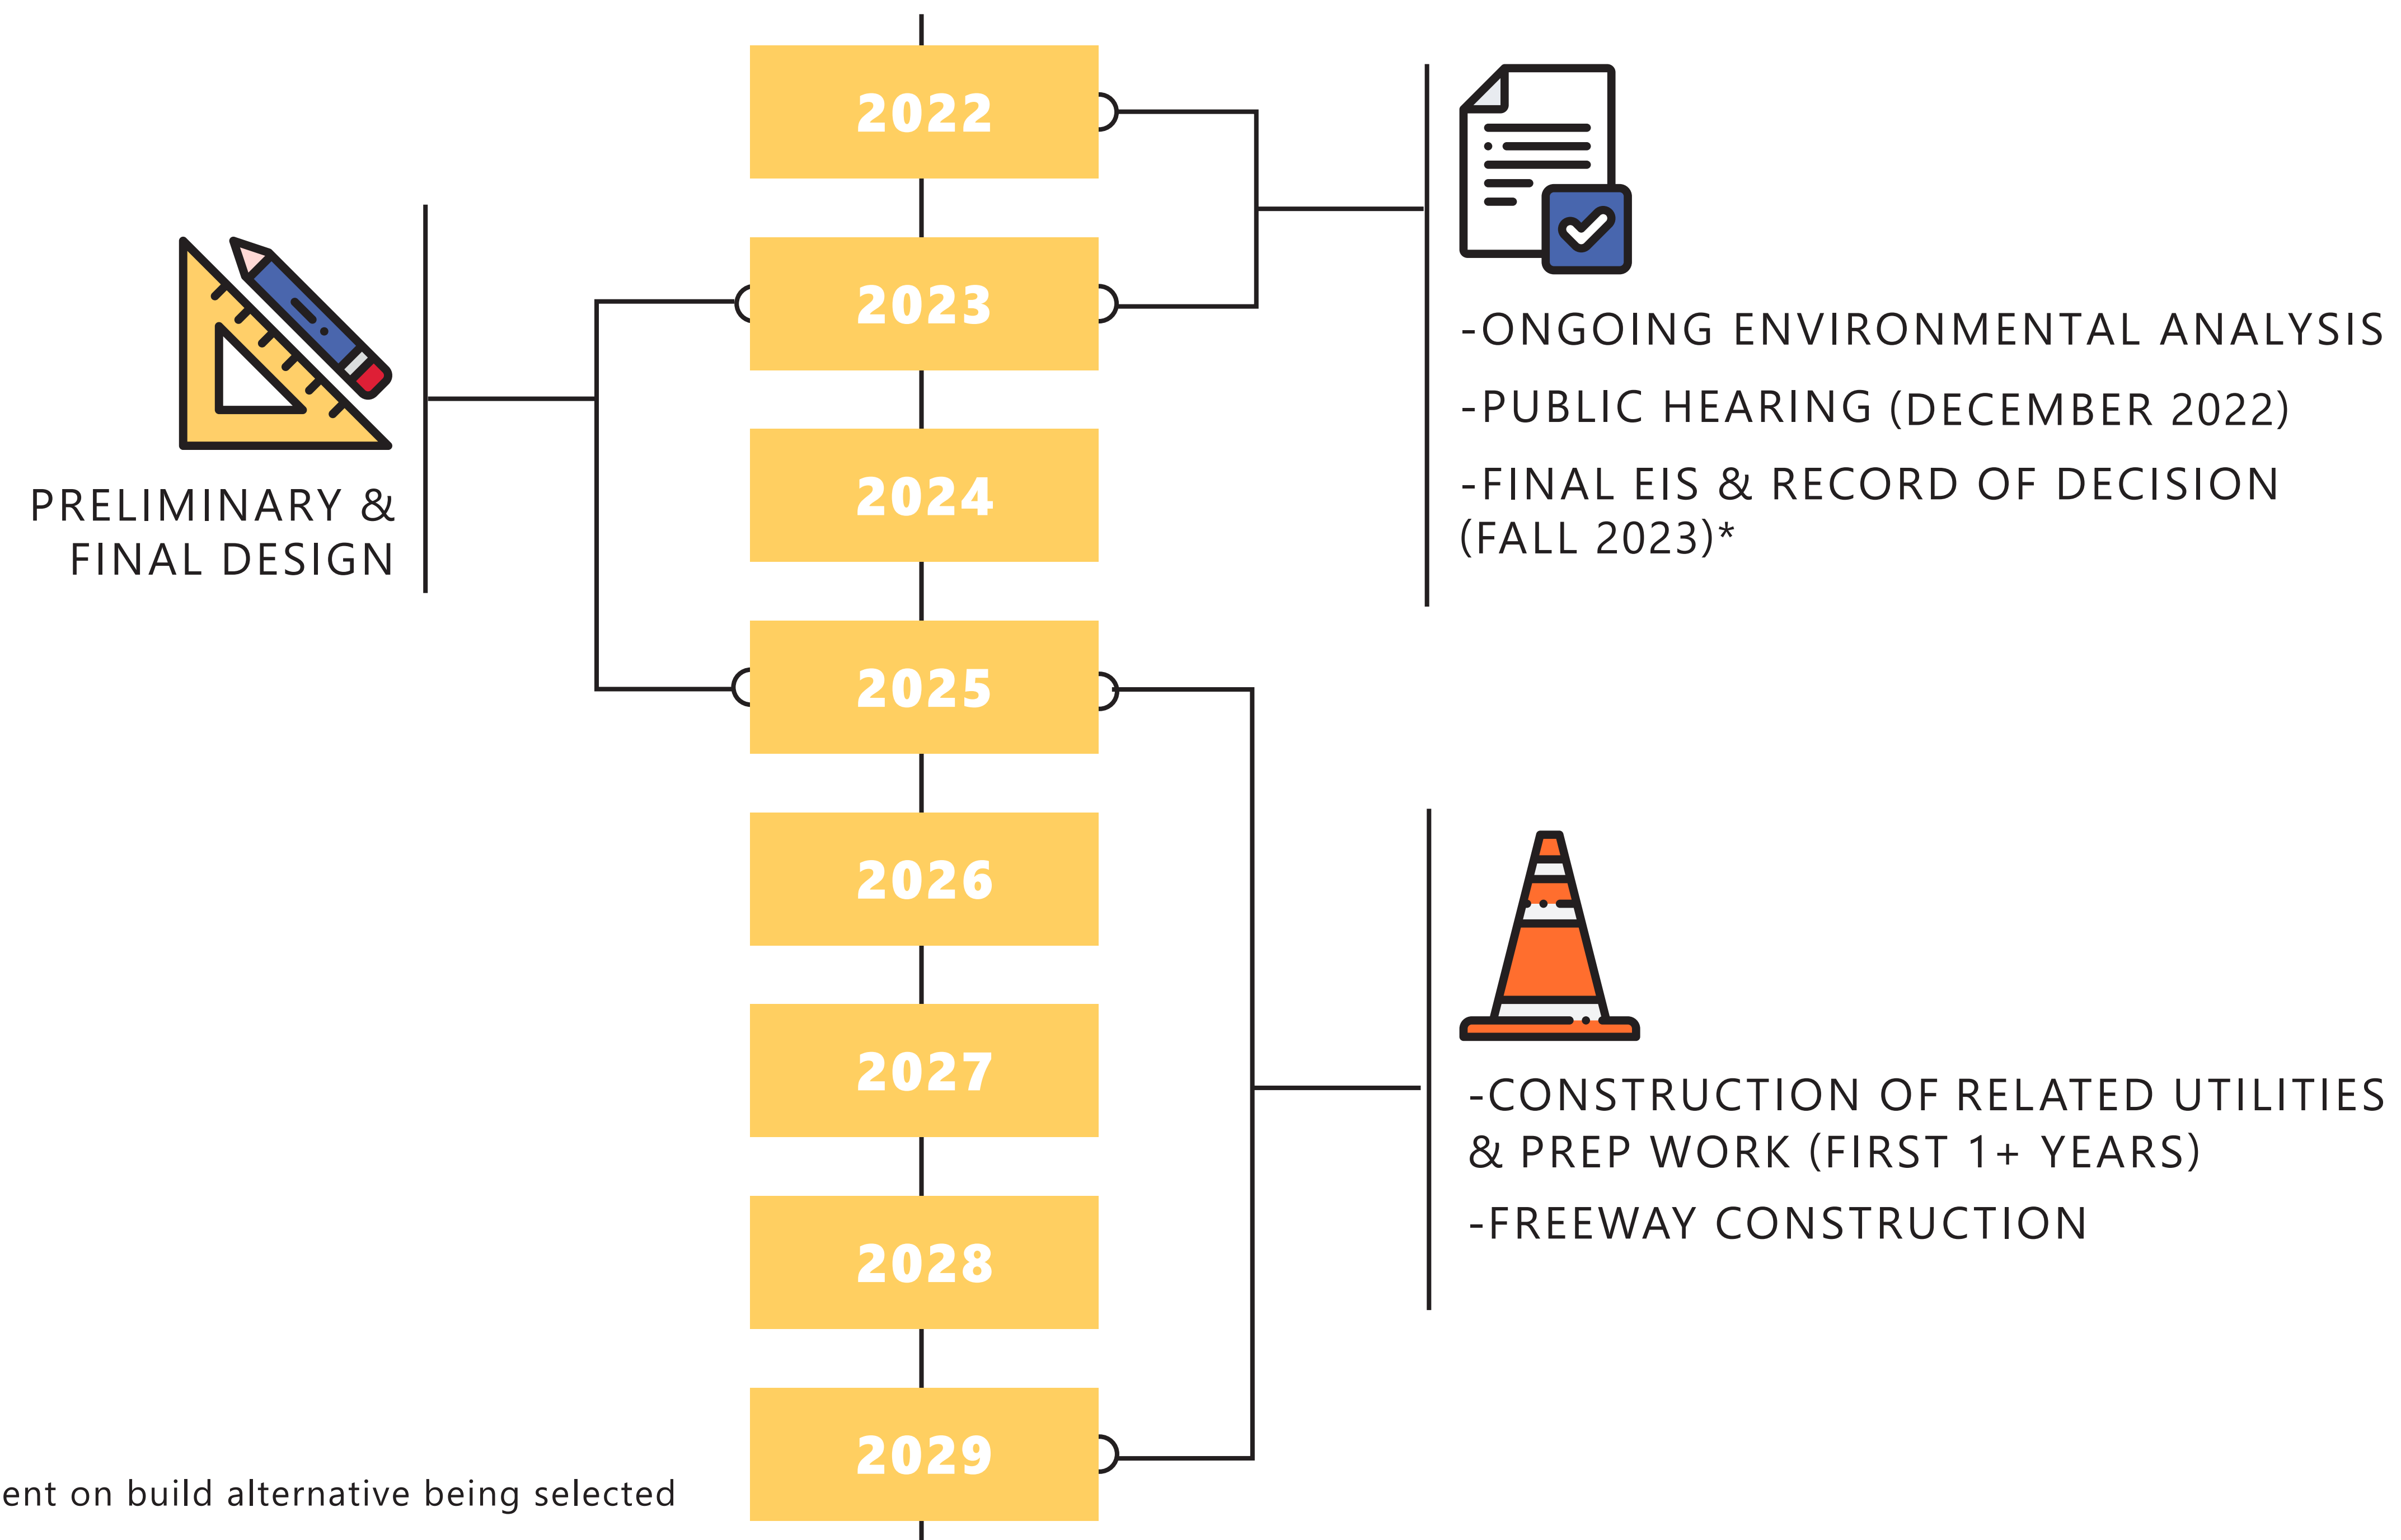 2022
2023
2024
2025
2026
2027
2028
2029
PRELIMINARY &
FINAL DESIGN
-ONGOING ENVIRONMENTAL ANALYSIS
-PUBLIC HEARING (DECEMBER 2022)
-FINAL EIS & RECORD OF DECISION
(FALL 2023)*
-CONSTRUCTION OF RELATED UTILITIES
& PREP WORK (FIRST 1+ YEARS)
-FREEWAY CONSTRUCTION
ent on build alternative being selected